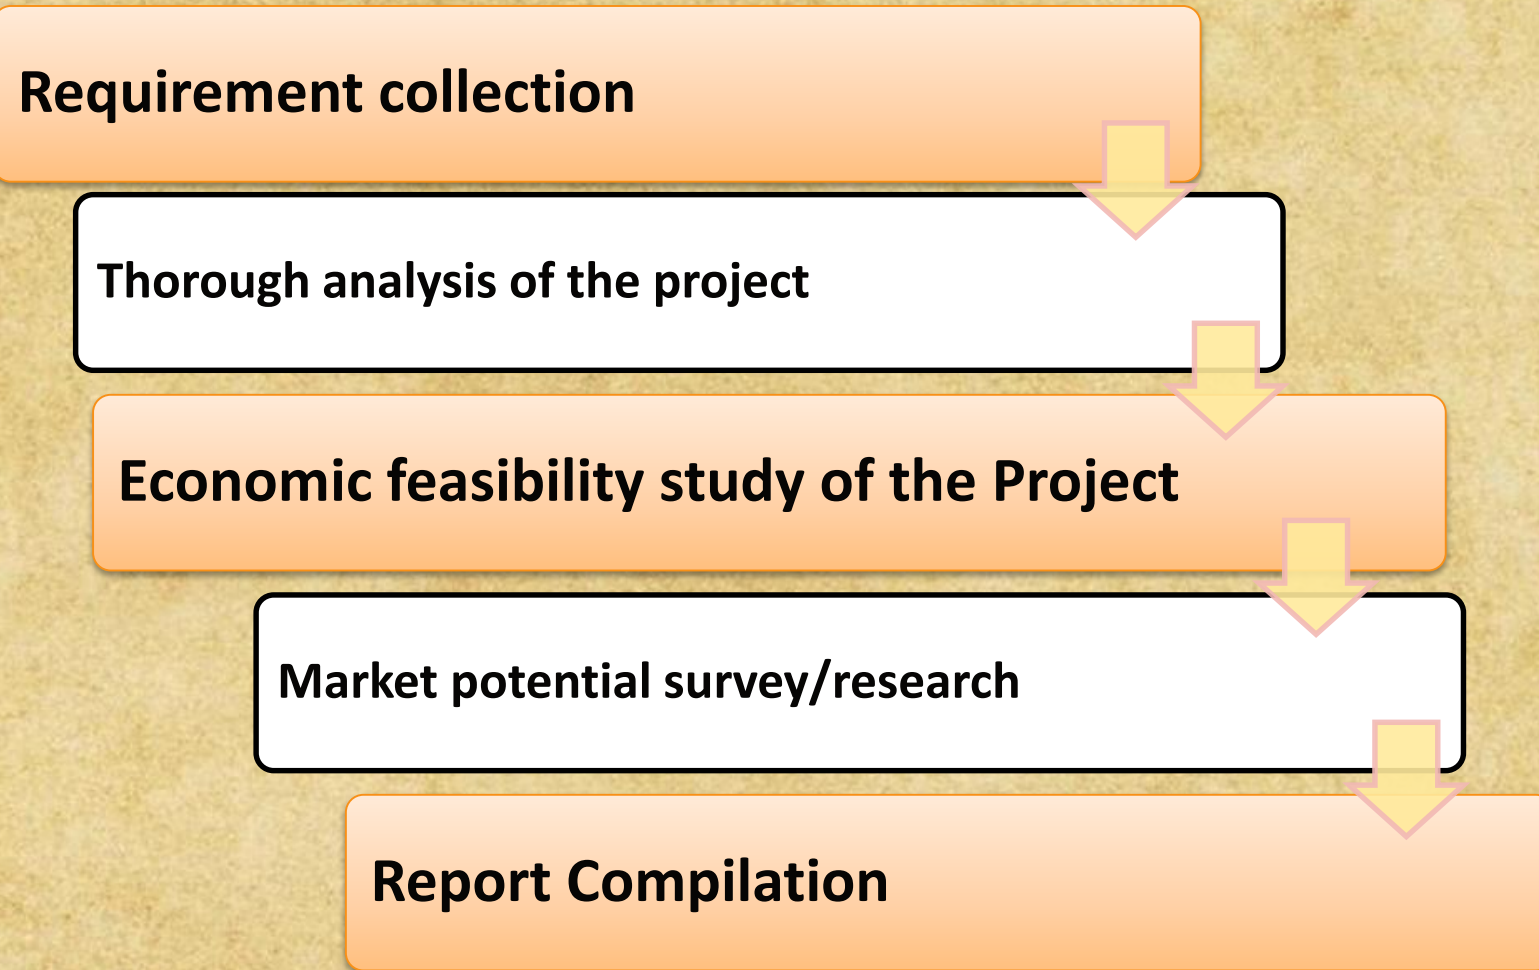 Requirement collection
Thorough analysis of the project
Economic feasibility study of the Project
Market potential survey/research
Report Compilation